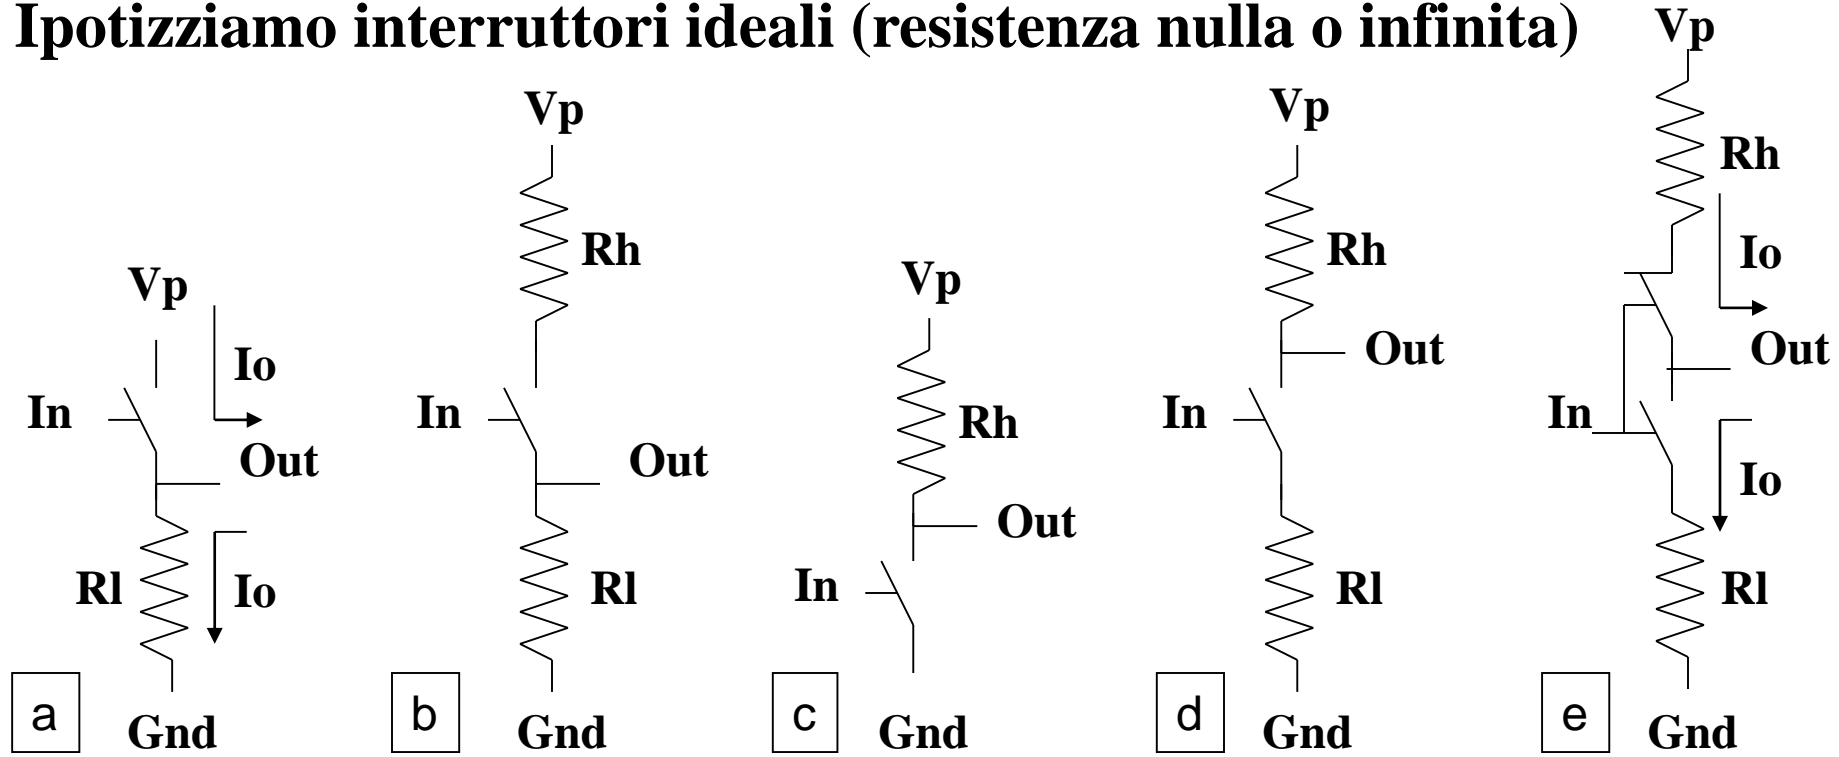 Ipotizziamo interruttori ideali (resistenza nulla o infinita)
Vp
Io
In
Out
Rl
Io
Gnd
a
Vp
Rh
In
Out
Rl
Gnd
b
Vp
Rh
Out
In
Gnd
c
Vp
Rh
Out
In
Rl
Gnd
d
Vp
Rh
Io
Out
In
Io
Rl
Gnd
e